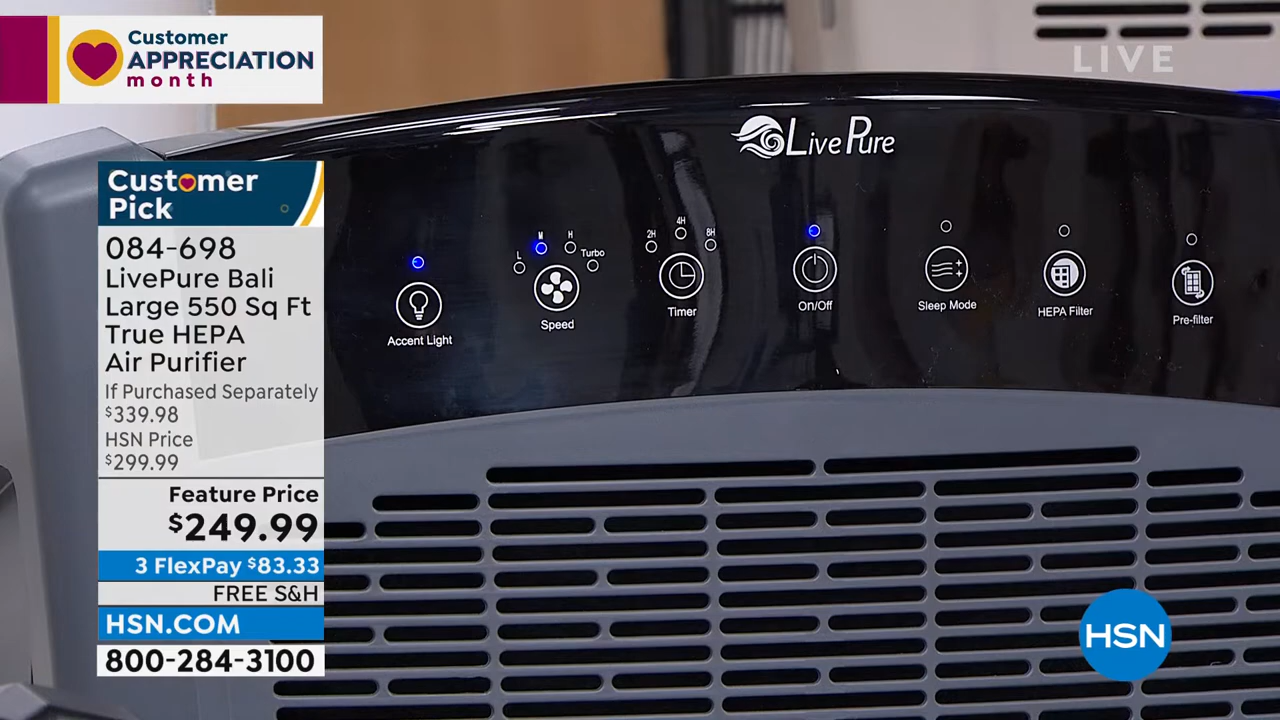 Customer
APPRECIATION
month
LIVE
Customer
Pick
084-698
LivePure Bali
Large 550 Sq Ft
True HEPA
Air Purifier
If Purchased Separately
$339.98
HSN Price
$299.99
Feature Price
$249.99
3 FlexPay $83.33
FREE S&H
HSN.COM
800-284-3100
LivePure
L M H Turbo
2H 4H 8H
Accent Light
Speed
Timer
On/Off
Sleep Mode
HEPA Filter
Pre-filter
HSN